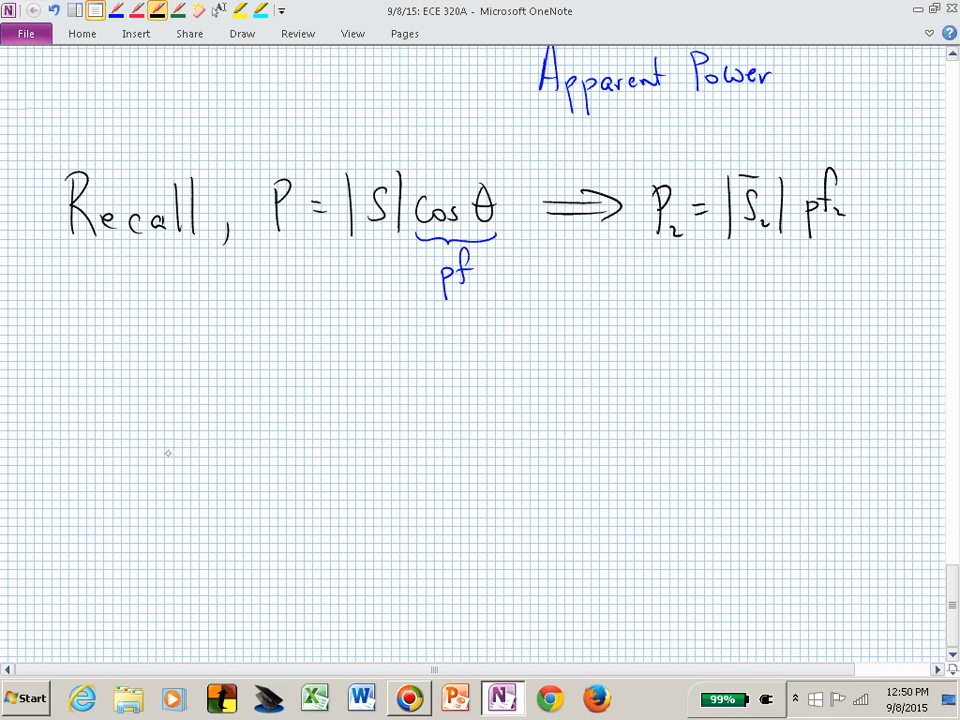 9/8/15: ECE 320A - Microsoft OneNote
File Home Insert Share Draw Review View Pages
Apparent Power
Recall, P = |S| cos θ ⟹ P₂ = |S̅₂| pf₂
pf
Start
99%
12:50 PM
9/8/2015